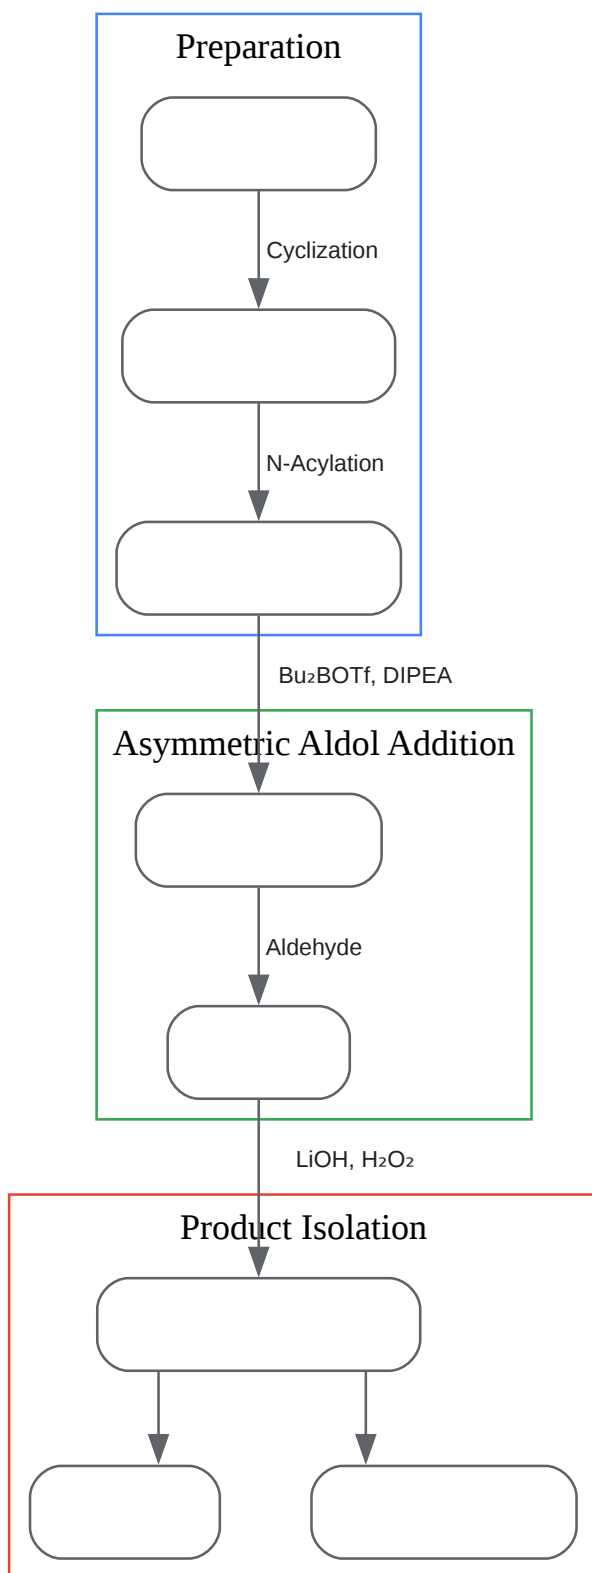 Preparation
Cyclization
N-Acylation
Bu₂BOTf, DIPEA
Asymmetric Aldol Addition
Aldehyde
LiOH, H₂O₂
Product Isolation